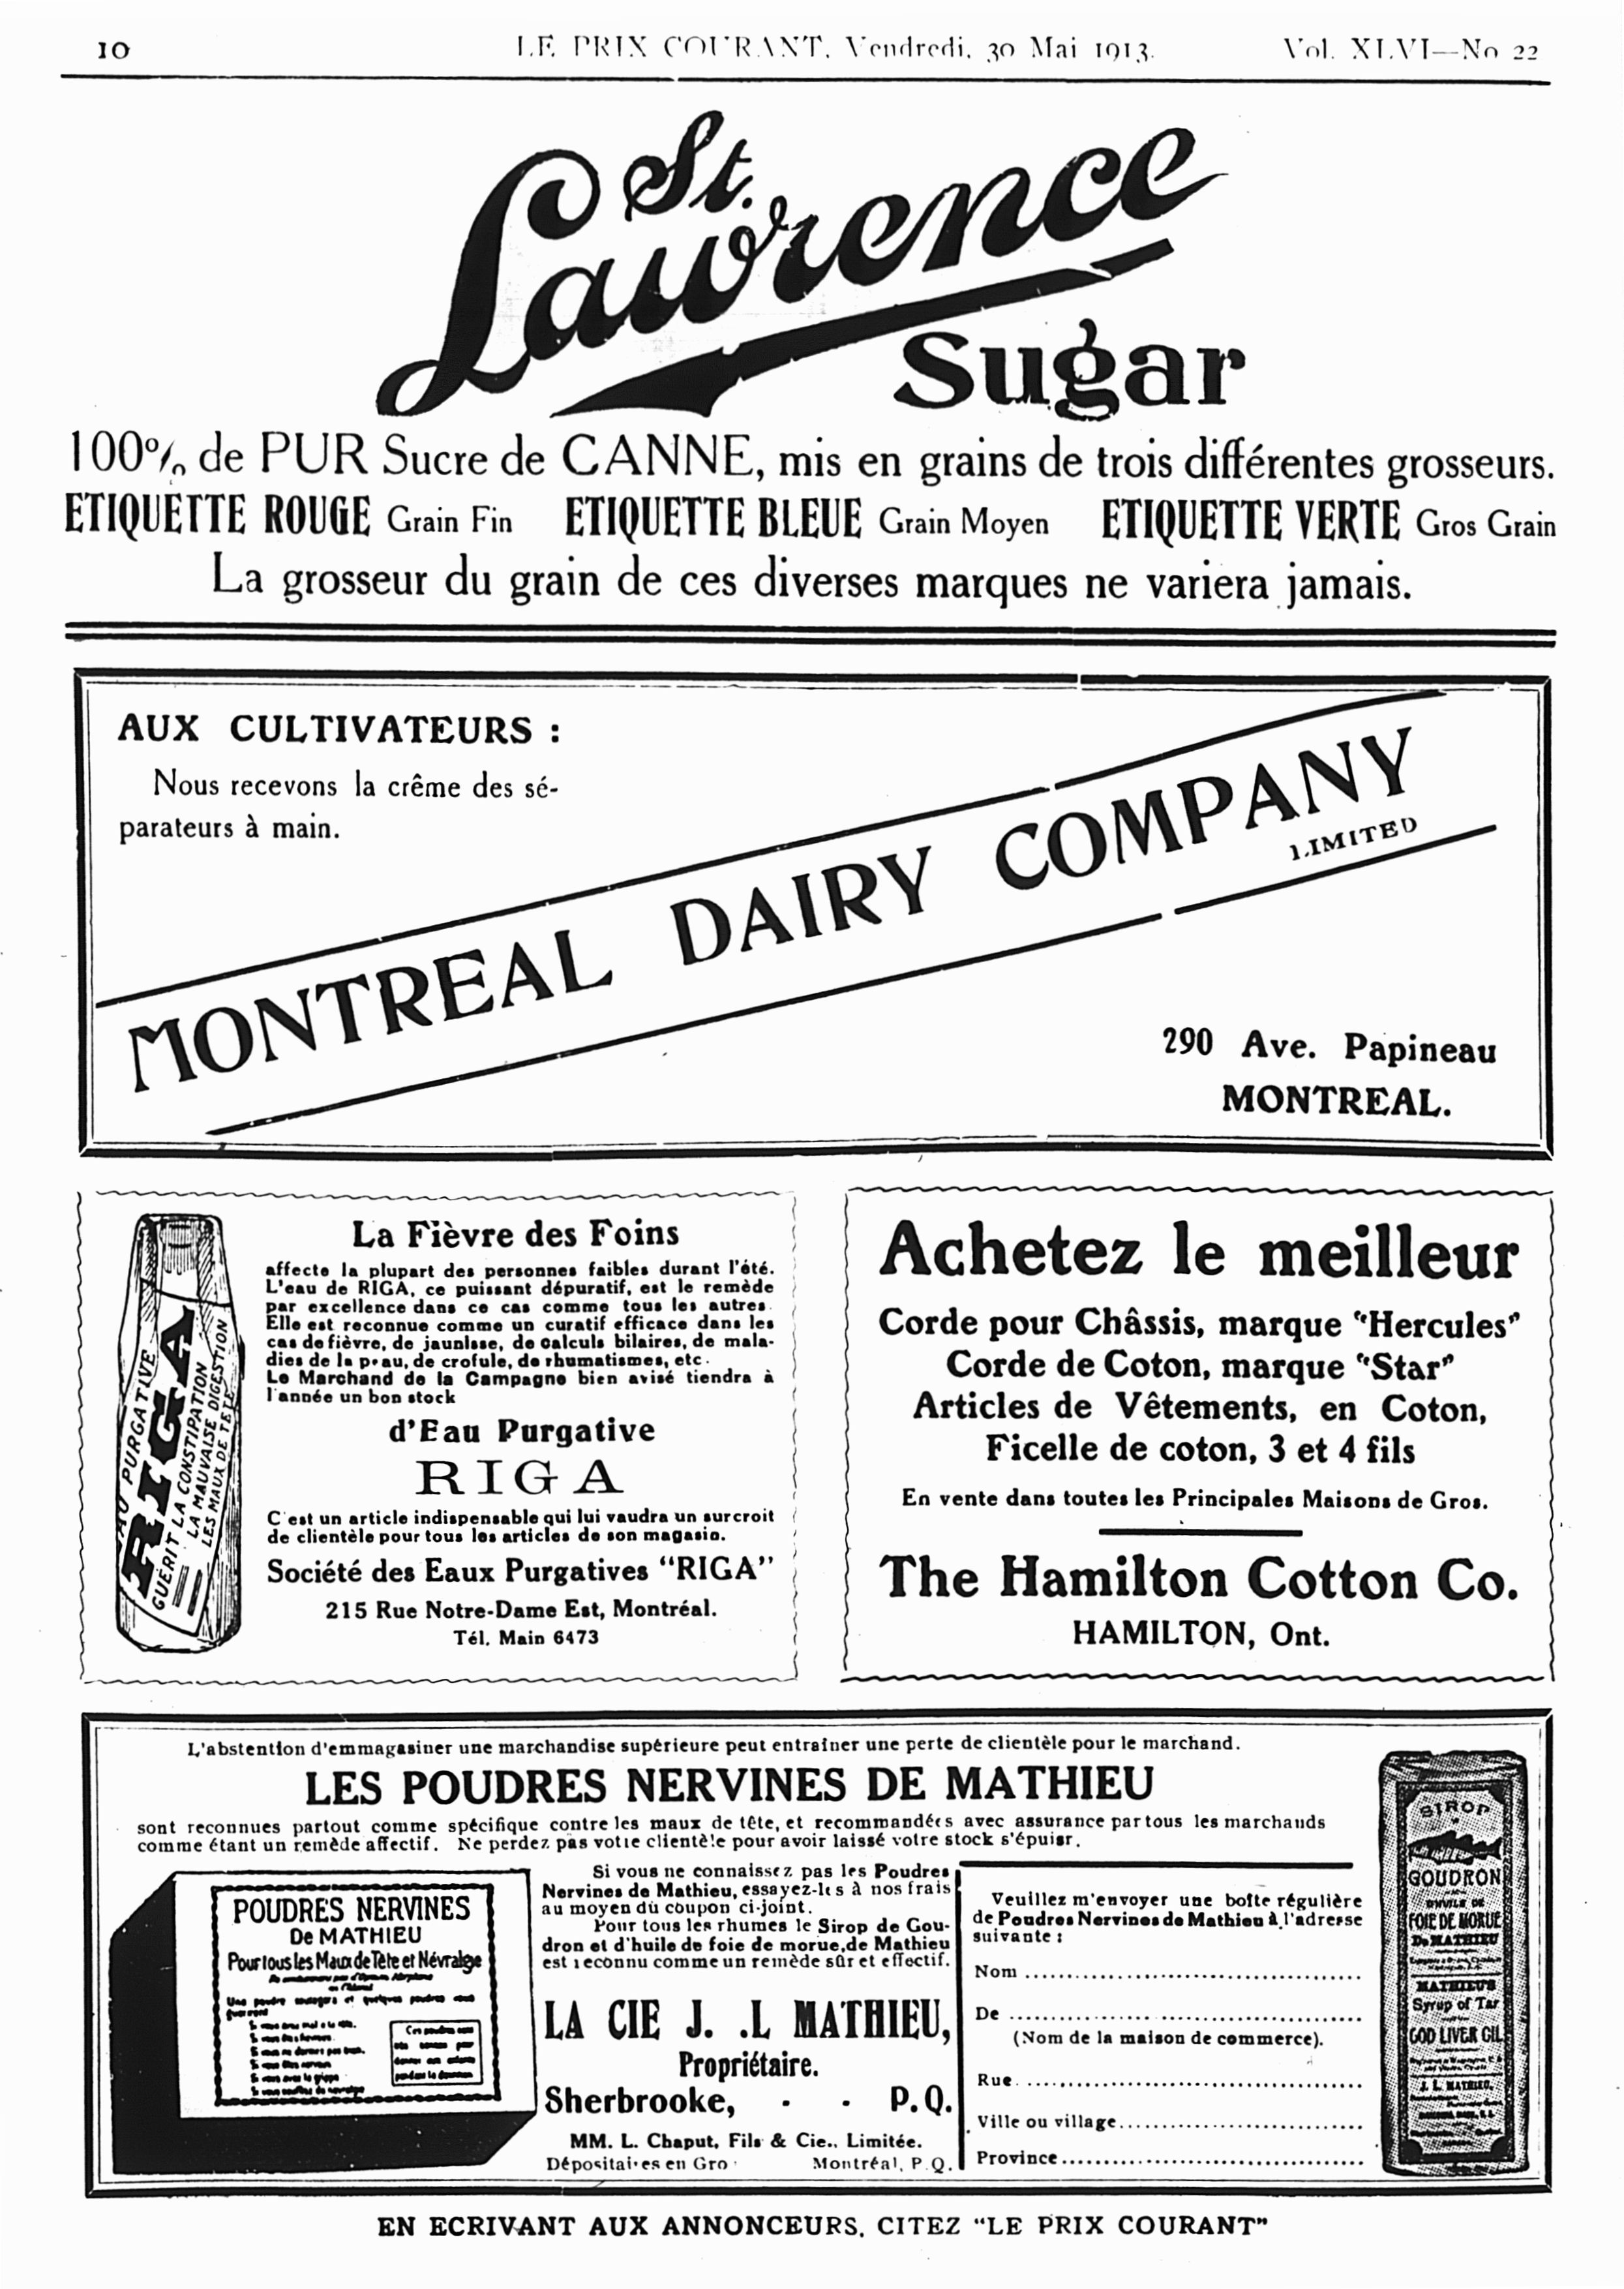 10
LE PRIX COURANT, Vendredi, 30 Mai 1913.
Vol. XLVI—No 22
St.
Lawrence
Sugar
100% de PUR Sucre de CANNE, mis en grains de trois différentes grosseurs.
ETIQUETTE ROUGE Grain Fin ETIQUETTE BLEUE Grain Moyen ETIQUETTE VERTE Gros Grain
La grosseur du grain de ces diverses marques ne variera jamais.
AUX CULTIVATEURS :
Nous recevons la crême des sé-
parateurs à main.
MONTREAL DAIRY COMPANY
LIMITED
290 Ave. Papineau
MONTREAL.
EAU PURGATIVE
RIGA
GUÉRIT LA CONSTIPATION
LA MAUVAISE DIGESTION
LES MAUX DE TÊTE
La Fièvre des Foins
affecte la plupart des personnes faibles durant l'été.
L'eau de RIGA, ce puissant dépuratif, est le remède
par excellence dans ce cas comme tous les autres.
Elle est reconnue comme un curatif efficace dans les
cas de fièvre, de jaunisse, de calculs bilaires, de mala-
dies de la peau, de crofule, de rhumatismes, etc.
Le Marchand de la Campagne bien avisé tiendra à
l'année un bon stock
d'Eau Purgative
RIGA
C'est un article indispensable qui lui vaudra un surcroit
de clientèle pour tous les articles de son magasin.
Société des Eaux Purgatives "RIGA"
215 Rue Notre-Dame Est, Montréal.
Tél. Main 6473
Achetez le meilleur
Corde pour Châssis, marque "Hercules"
Corde de Coton, marque "Star"
Articles de Vêtements, en Coton,
Ficelle de coton, 3 et 4 fils
En vente dans toutes les Principales Maisons de Gros.
The Hamilton Cotton Co.
HAMILTON, Ont.
L'abstention d'emmagasiner une marchandise supérieure peut entraîner une perte de clientèle pour le marchand.
LES POUDRES NERVINES DE MATHIEU
sont reconnues partout comme spécifique contre les maux de tête, et recommandées avec assurance par tous les marchands
comme étant un remède affectif. Ne perdez pas votre clientèle pour avoir laissé votre stock s'épuiser.
POUDRES NERVINES
De MATHIEU
Pour tous les Maux de Tête et Névralgie
Si vous ne connaissez pas les Poudres
Nervines de Mathieu, essayez-les à nos frais
au moyen du coupon ci-joint.
Pour tous les rhumes le Sirop de Gou-
dron et d'huile de foie de morue, de Mathieu
est reconnu comme un remède sûr et effectif.
LA CIE J. .L MATHIEU,
Propriétaire.
Sherbrooke, - - P.Q.
MM. L. Chaput, Fils & Cie., Limitée.
Dépositaires en Gro Montréal, P.Q.
Veuillez m'envoyer une boîte régulière
de Poudres Nervines de Mathieu à l'adresse
suivante :
Nom
De
(Nom de la maison de commerce).
Rue
Ville ou village
Province
SIROP
GOUDRON
D'HUILE DE
FOIE DE MORUE
De MATHIEU
MATHIEU'S
Syrup of Tar
COD LIVER OIL
J. L. MATHIEU,
EN ECRIVANT AUX ANNONCEURS, CITEZ "LE PRIX COURANT"